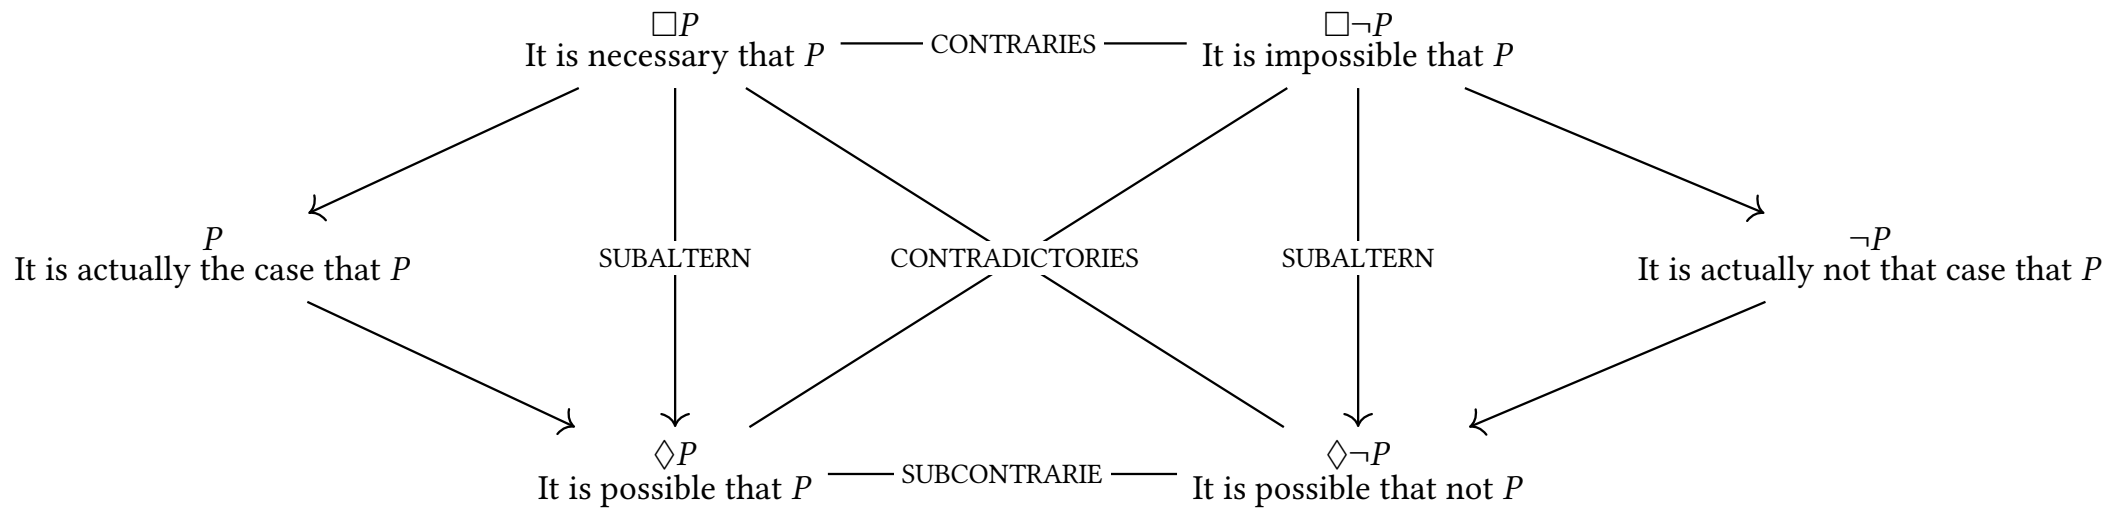 □P
It is necessary that P
CONTRARIES
□¬P
It is impossible that P
P
It is actually the case that P
SUBALTERN
CONTRADICTORIES
SUBALTERN
¬P
It is actually not that case that P
◊P
It is possible that P
SUBCONTRARIE
◊¬P
It is possible that not P